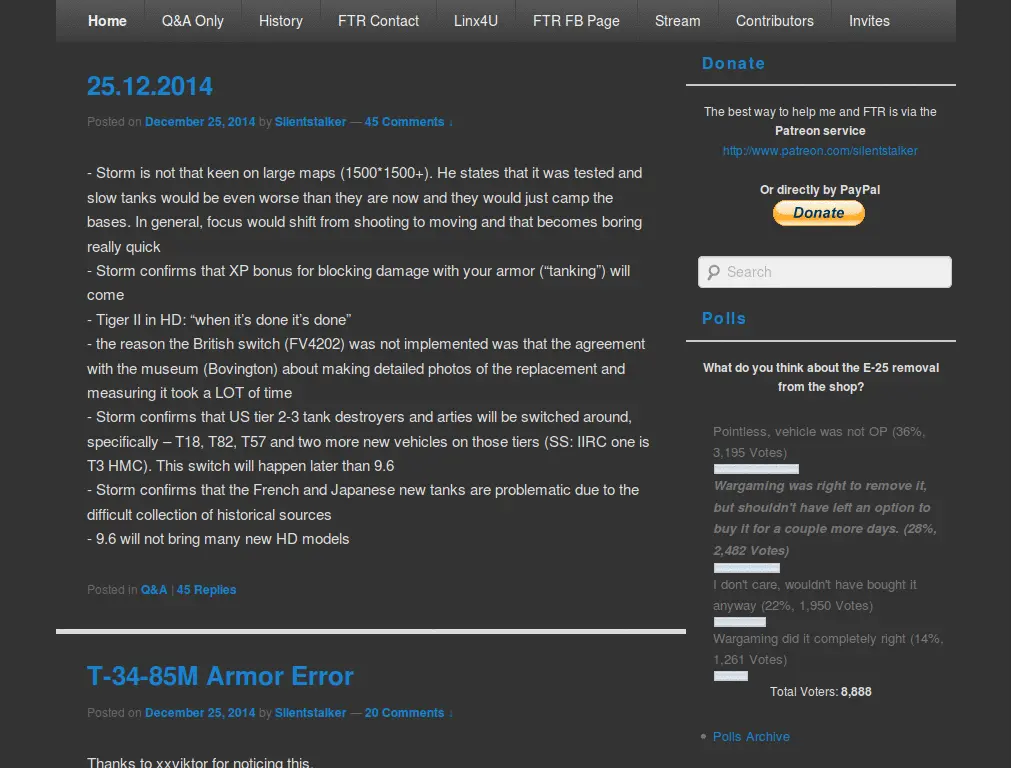 Home Q&A Only History FTR Contact Linx4U FTR FB Page Stream Contributors Invites
25.12.2014
Posted on December 25, 2014 by Silentstalker — 45 Comments ↓
- Storm is not that keen on large maps (1500*1500+). He states that it was tested and
slow tanks would be even worse than they are now and they would just camp the
bases. In general, focus would shift from shooting to moving and that becomes boring
really quick
- Storm confirms that XP bonus for blocking damage with your armor (“tanking”) will
come
- Tiger II in HD: “when it’s done it’s done”
- the reason the British switch (FV4202) was not implemented was that the agreement
with the museum (Bovington) about making detailed photos of the replacement and
measuring it took a LOT of time
- Storm confirms that US tier 2-3 tank destroyers and arties will be switched around,
specifically – T18, T82, T57 and two more new vehicles on those tiers (SS: IIRC one is
T3 HMC). This switch will happen later than 9.6
- Storm confirms that the French and Japanese new tanks are problematic due to the
difficult collection of historical sources
- 9.6 will not bring many new HD models
Posted in Q&A | 45 Replies
T-34-85M Armor Error
Posted on December 25, 2014 by Silentstalker — 20 Comments ↓
Thanks to xxviktor for noticing this.
Donate
The best way to help me and FTR is via the
Patreon service
http://www.patreon.com/silentstalker
Or directly by PayPal
Donate
Search
Polls
What do you think about the E-25 removal
from the shop?
Pointless, vehicle was not OP (36%,
3,195 Votes)
Wargaming was right to remove it,
but shouldn't have left an option to
buy it for a couple more days. (28%,
2,482 Votes)
I don't care, wouldn't have bought it
anyway (22%, 1,950 Votes)
Wargaming did it completely right (14%,
1,261 Votes)
Total Voters: 8,888
• Polls Archive